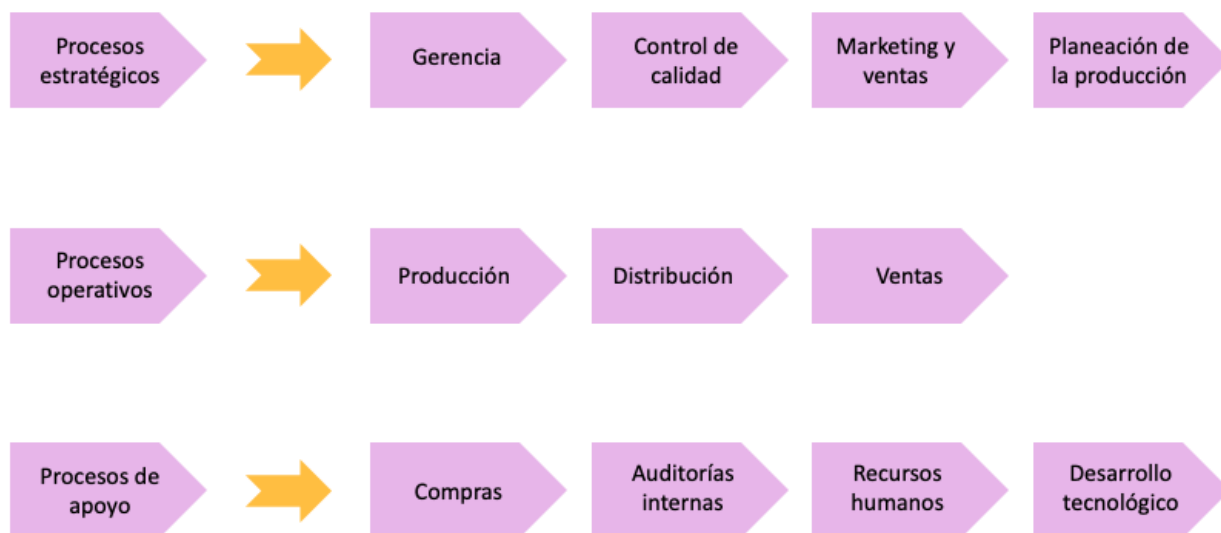 Procesos
estratégicos
Gerencia
Control de
calidad
Marketing y
ventas
Planeación de
la producción
Procesos
operativos
Producción
Distribución
Ventas
Procesos de
apoyo
Compras
Auditorías
internas
Recursos
humanos
Desarrollo
tecnológico